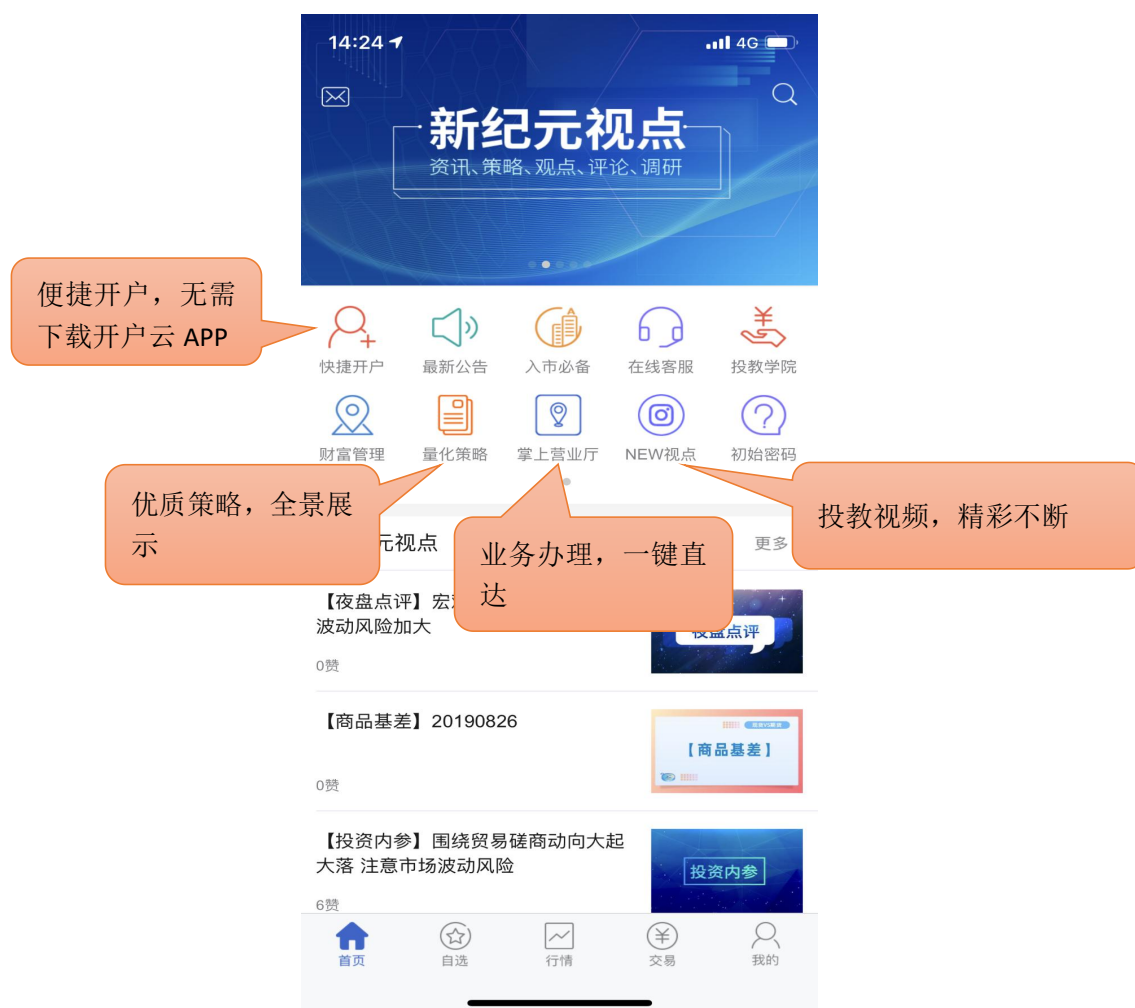 14:24
4G
新纪元视点
资讯、策略、观点、评论、调研
便捷开户，无需
下载开户云 APP
快捷开户 最新公告 入市必备 在线客服 投教学院
财富管理 量化策略 掌上营业厅 NEW视点 初始密码
优质策略，全景展
示
业务办理，一键直
达
投教视频，精彩不断
元视点
更多
【夜盘点评】宏
波动风险加大
夜盘点评
0赞
【商品基差】20190826
【商品基差】
0赞
【投资内参】围绕贸易磋商动向大起
大落 注意市场波动风险
投资内参
6赞
首页 自选 行情 交易 我的